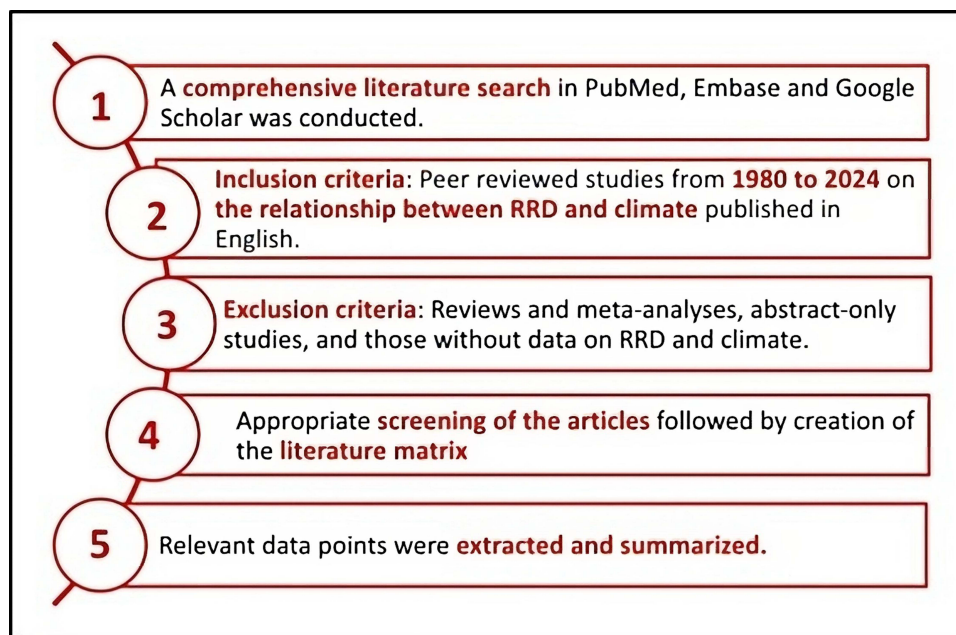 1
A comprehensive literature search in PubMed, Embase and Google
Scholar was conducted.
2
Inclusion criteria: Peer reviewed studies from 1980 to 2024 on
the relationship between RRD and climate published in
English.
3
Exclusion criteria: Reviews and meta-analyses, abstract-only
studies, and those without data on RRD and climate.
4
Appropriate screening of the articles followed by creation of
the literature matrix
5
Relevant data points were extracted and summarized.